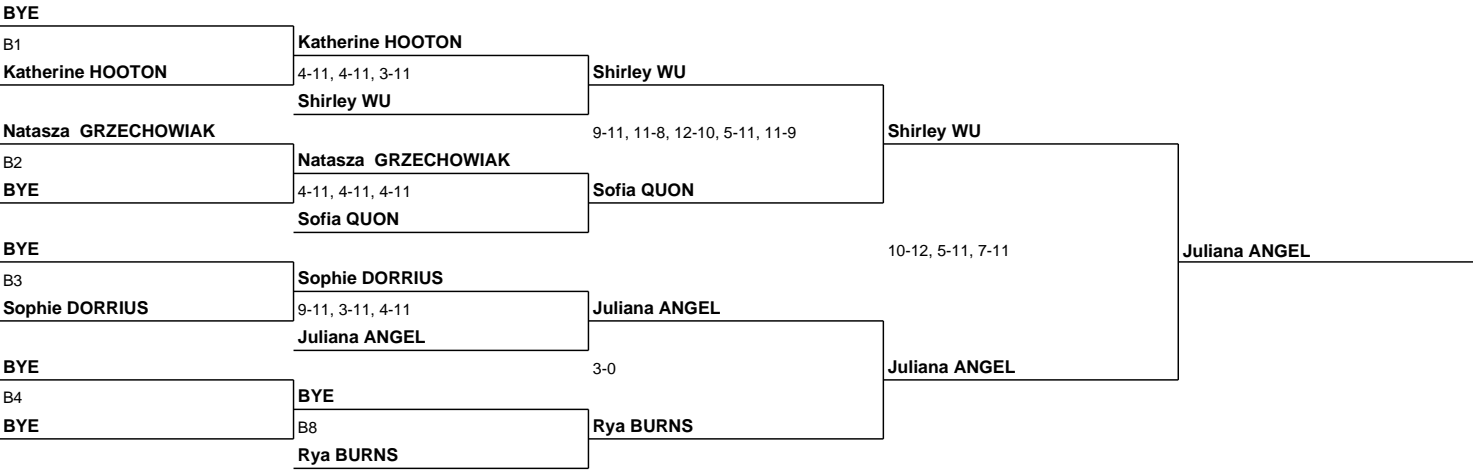 BYE
B1
Katherine HOOTON
Katherine HOOTON
4-11, 4-11, 3-11
Shirley WU
Shirley WU
Natasza  GRZECHOWIAK
B2
BYE
Natasza  GRZECHOWIAK
4-11, 4-11, 4-11
Sofia QUON
9-11, 11-8, 12-10, 5-11, 11-9
Sofia QUON
Shirley WU
BYE
B3
Sophie DORRIUS
Sophie DORRIUS
9-11, 3-11, 4-11
Juliana ANGEL
Juliana ANGEL
BYE
B4
BYE
BYE
B8
Rya BURNS
3-0
Rya BURNS
Juliana ANGEL
10-12, 5-11, 7-11
Juliana ANGEL